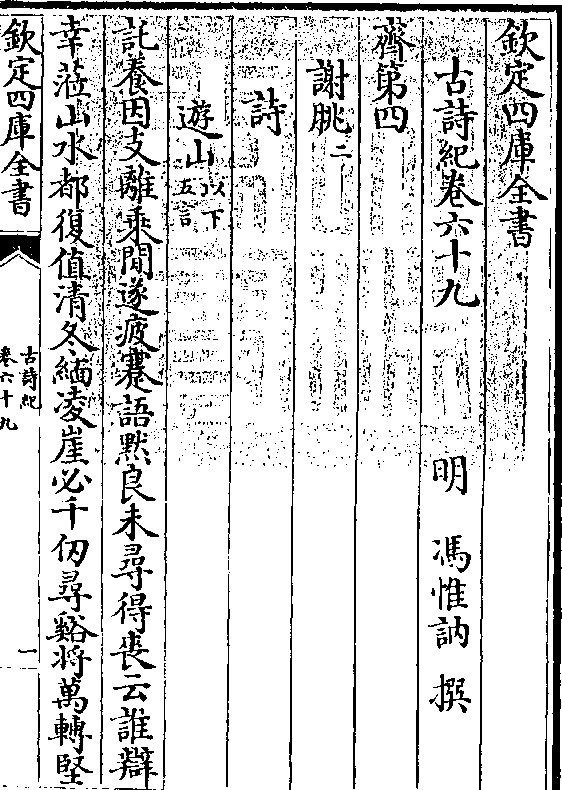 欽定四庫全書
古詩紀卷六十九
明 馮惟訥 撰
齊第四
謝朓二
詩
遊山以下五言
託養因支離乘閒遂疲蹇語黙良未尋得喪云誰辯
幸蒞山水都復值清冬緬凌崖必千仞尋谿将萬轉堅
欽定四庫全書
古詩紀
卷六十九
一